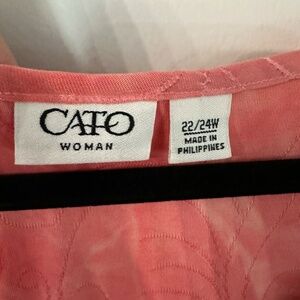 CATO
WOMAN
22/24W
MADE IN
PHILIPPINES